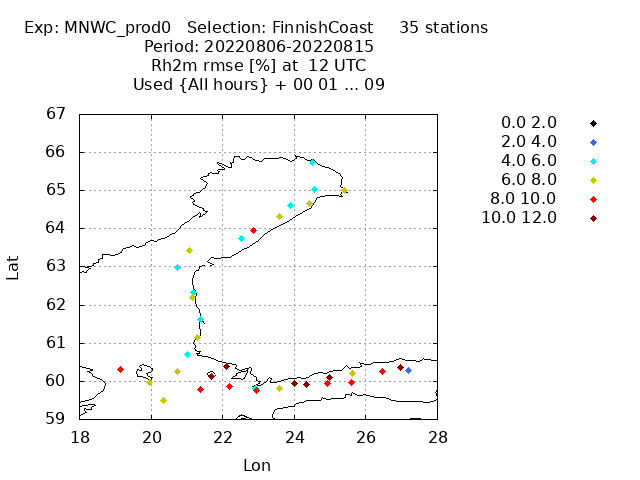 Exp: MNWC_prod0 Selection: FinnishCoast 35 stations
Period: 20220806-20220815
Rh2m rmse [%] at 12 UTC
Used {All hours} + 00 01 ... 09
67
66
65
64
63
62
61
60
59
Lat
18 20 22 24 26 28
Lon
0.0 2.0
2.0 4.0
4.0 6.0
6.0 8.0
8.0 10.0
10.0 12.0